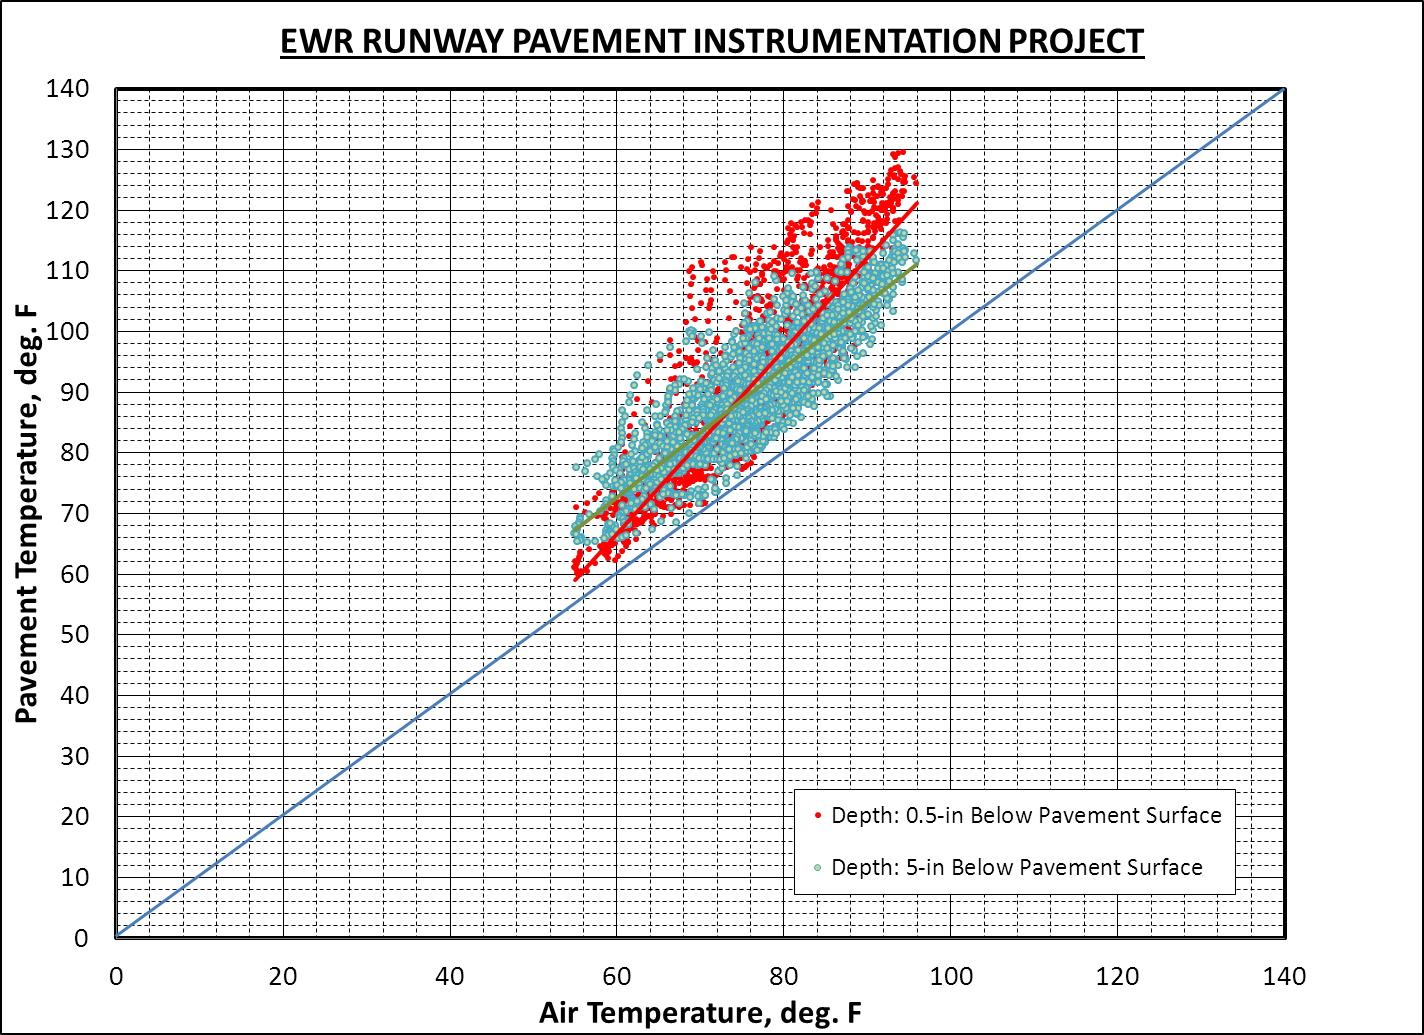 EWR RUNWAY PAVEMENT INSTRUMENTATION PROJECT
140
130
120
110
100
90
80
70
60
50
40
30
20
10
0
Pavement Temperature, deg. F
Depth: 0.5-in Below Pavement Surface
Depth: 5-in Below Pavement Surface
0 20 40 60 80 100 120 140
Air Temperature, deg. F